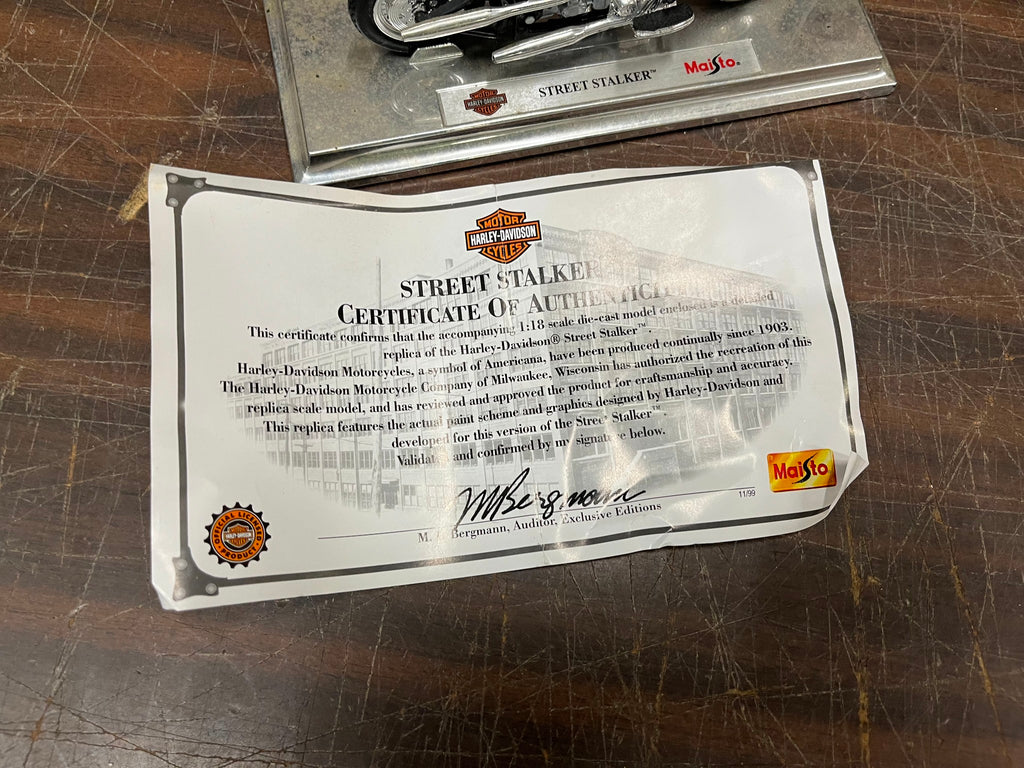 MOTOR
HARLEY-DAVIDSON
CYCLES
STREET STALKER™
Maisto®
MOTOR
HARLEY-DAVIDSON
CYCLES
STREET STALKER
CERTIFICATE OF
This certificate confirms that the accompanying 1:18 scale die-cast model enclosed is a detailed
replica of the Harley-Davidson® Street Stalker™.
Harley-Davidson Motorcycles, a symbol of Americana, have been produced continually since 1903.
The Harley-Davidson Motorcycle Company of Milwaukee, Wisconsin has authorized the recreation of this
replica scale model, and has reviewed and approved the product for craftsmanship and accuracy.
This replica features the actual paint scheme and graphics designed by Harley-Davidson and
developed for this version of the Street Stalker™.
and confirmed by my signature below.
MBergmann
11/99
M. Bergmann, Auditor, Exclusive Editions
Maisto
OFFICIAL LICENSED
HARLEY-DAVIDSON
PRODUCT